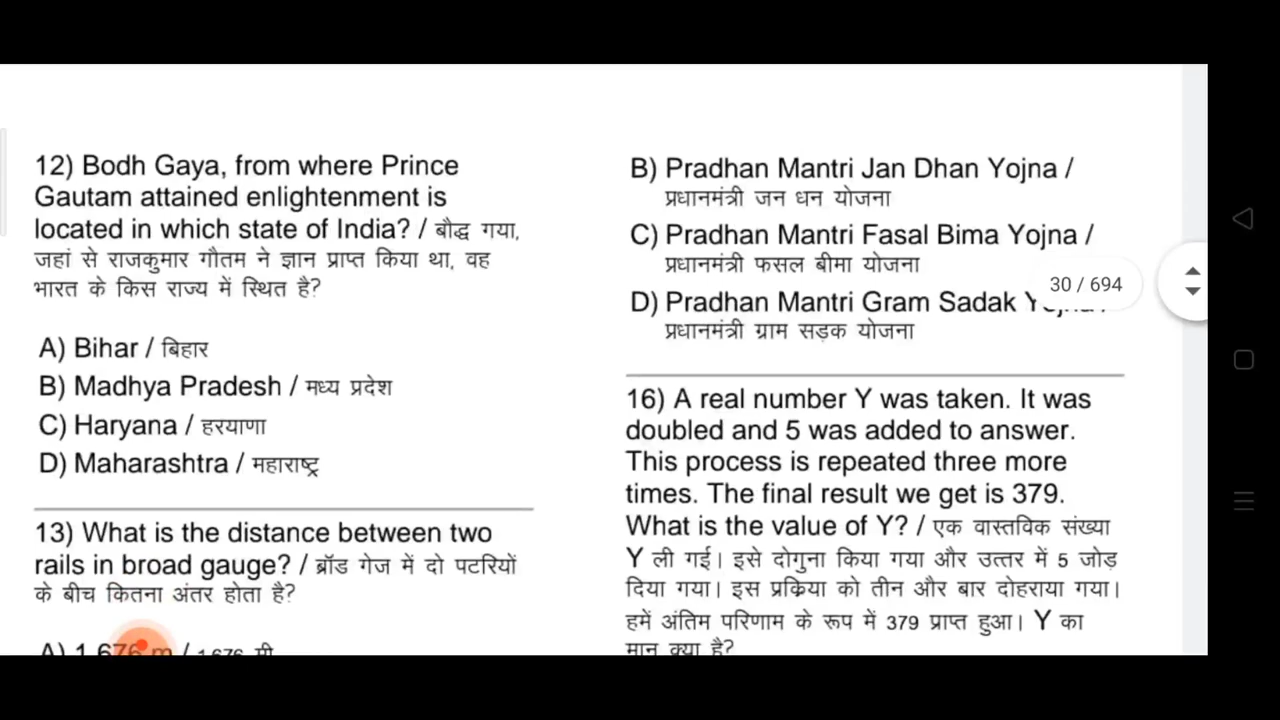 12) Bodh Gaya, from where Prince
Gautam attained enlightenment is
located in which state of India? / बौद्ध गया,
जहां से राजकुमार गौतम ने ज्ञान प्राप्त किया था, वह
भारत के किस राज्य में स्थित है?
A) Bihar / बिहार
B) Madhya Pradesh / मध्य प्रदेश
C) Haryana / हरयाणा
D) Maharashtra / महाराष्ट्र
13) What is the distance between two
rails in broad gauge? / ब्रॉड गेज में दो पटरियों
के बीच कितना अंतर होता है?
A) 1.676 m / 1.676 मी
B) Pradhan Mantri Jan Dhan Yojna /
प्रधानमंत्री जन धन योजना
C) Pradhan Mantri Fasal Bima Yojna /
प्रधानमंत्री फसल बीमा योजना
30 / 694
D) Pradhan Mantri Gram Sadak
प्रधानमंत्री ग्राम सड़क योजना
16) A real number Y was taken. It was
doubled and 5 was added to answer.
This process is repeated three more
times. The final result we get is 379.
What is the value of Y? / एक वास्तविक संख्या
Y ली गई। इसे दोगुना किया गया और उत्तर में 5 जोड़
दिया गया। इस प्रक्रिया को तीन और बार दोहराया गया।
हमें अंतिम परिणाम के रूप में 379 प्राप्त हुआ। Y का
मान क्या है?